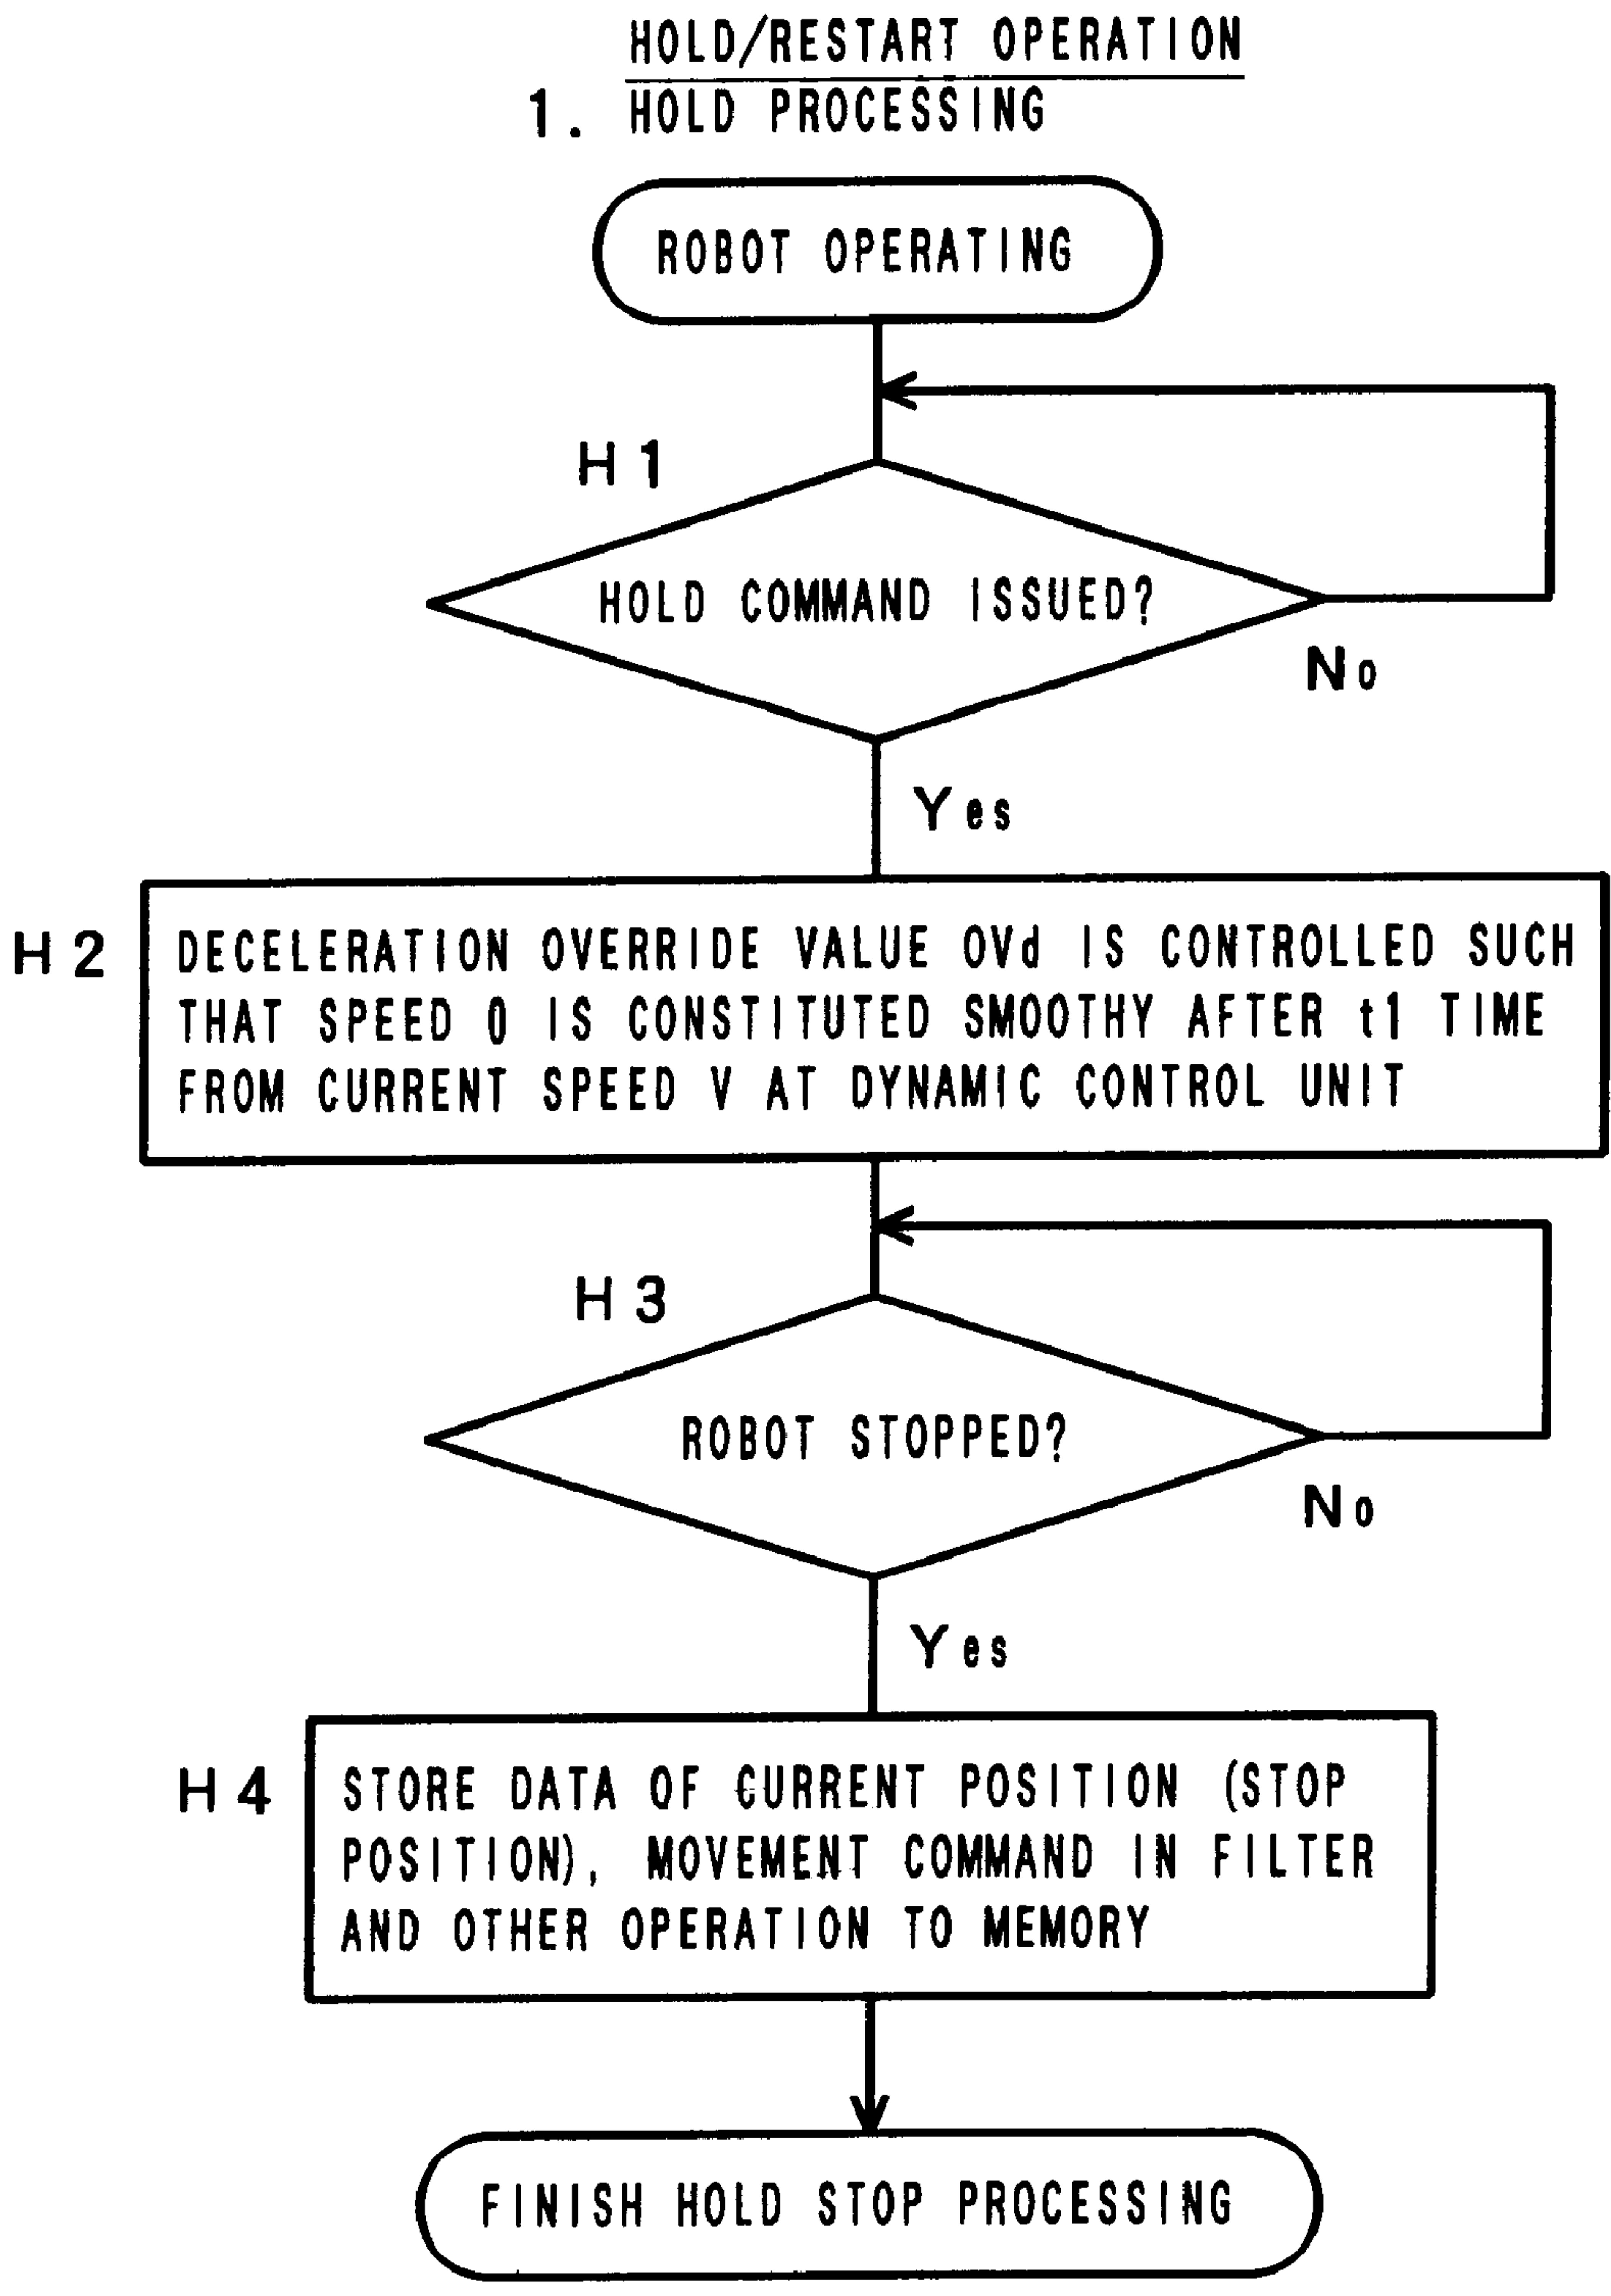 HOLD/RESTART OPERATION
1. HOLD PROCESSING
ROBOT OPERATING
H1
HOLD COMMAND ISSUED?
No
Yes
H2
DECELERATION OVERRIDE VALUE OVd IS CONTROLLED SUCH
THAT SPEED 0 IS CONSTITUTED SMOOTHY AFTER t1 TIME
FROM CURRENT SPEED V AT DYNAMIC CONTROL UNIT
H3
ROBOT STOPPED?
No
Yes
H4
STORE DATA OF CURRENT POSITION (STOP
POSITION), MOVEMENT COMMAND IN FILTER
AND OTHER OPERATION TO MEMORY
FINISH HOLD STOP PROCESSING